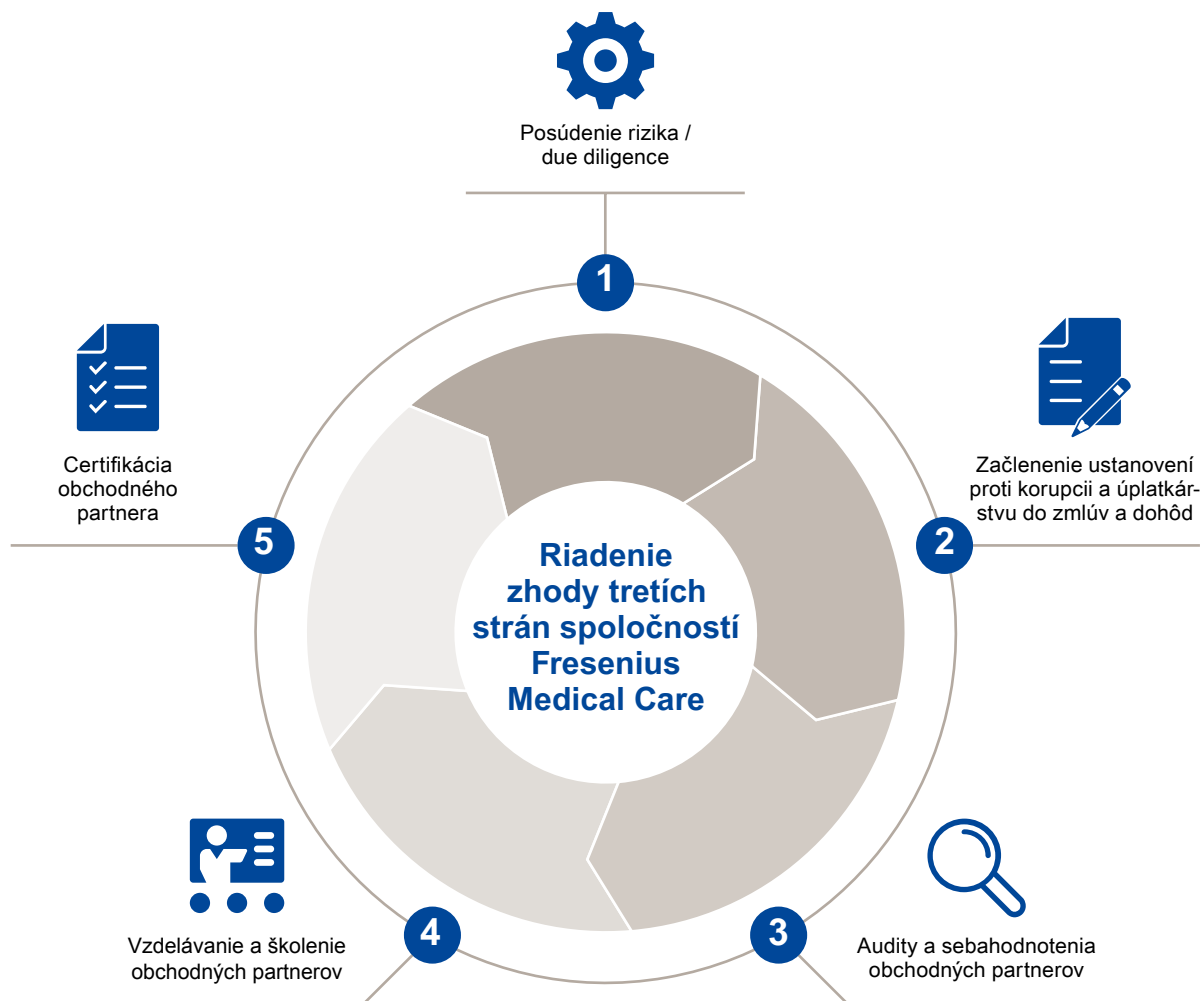 Posúdenie rizika /
due diligence
1
Začlenenie ustanovení
proti korupcii a úplatkár-
stvu do zmlúv a dohôd
2
Audity a sebahodnotenia
obchodných partnerov
3
Vzdelávanie a školenie
obchodných partnerov
4
Certifikácia
obchodného
partnera
5
Riadenie
zhody tretích
strán spoločností
Fresenius
Medical Care